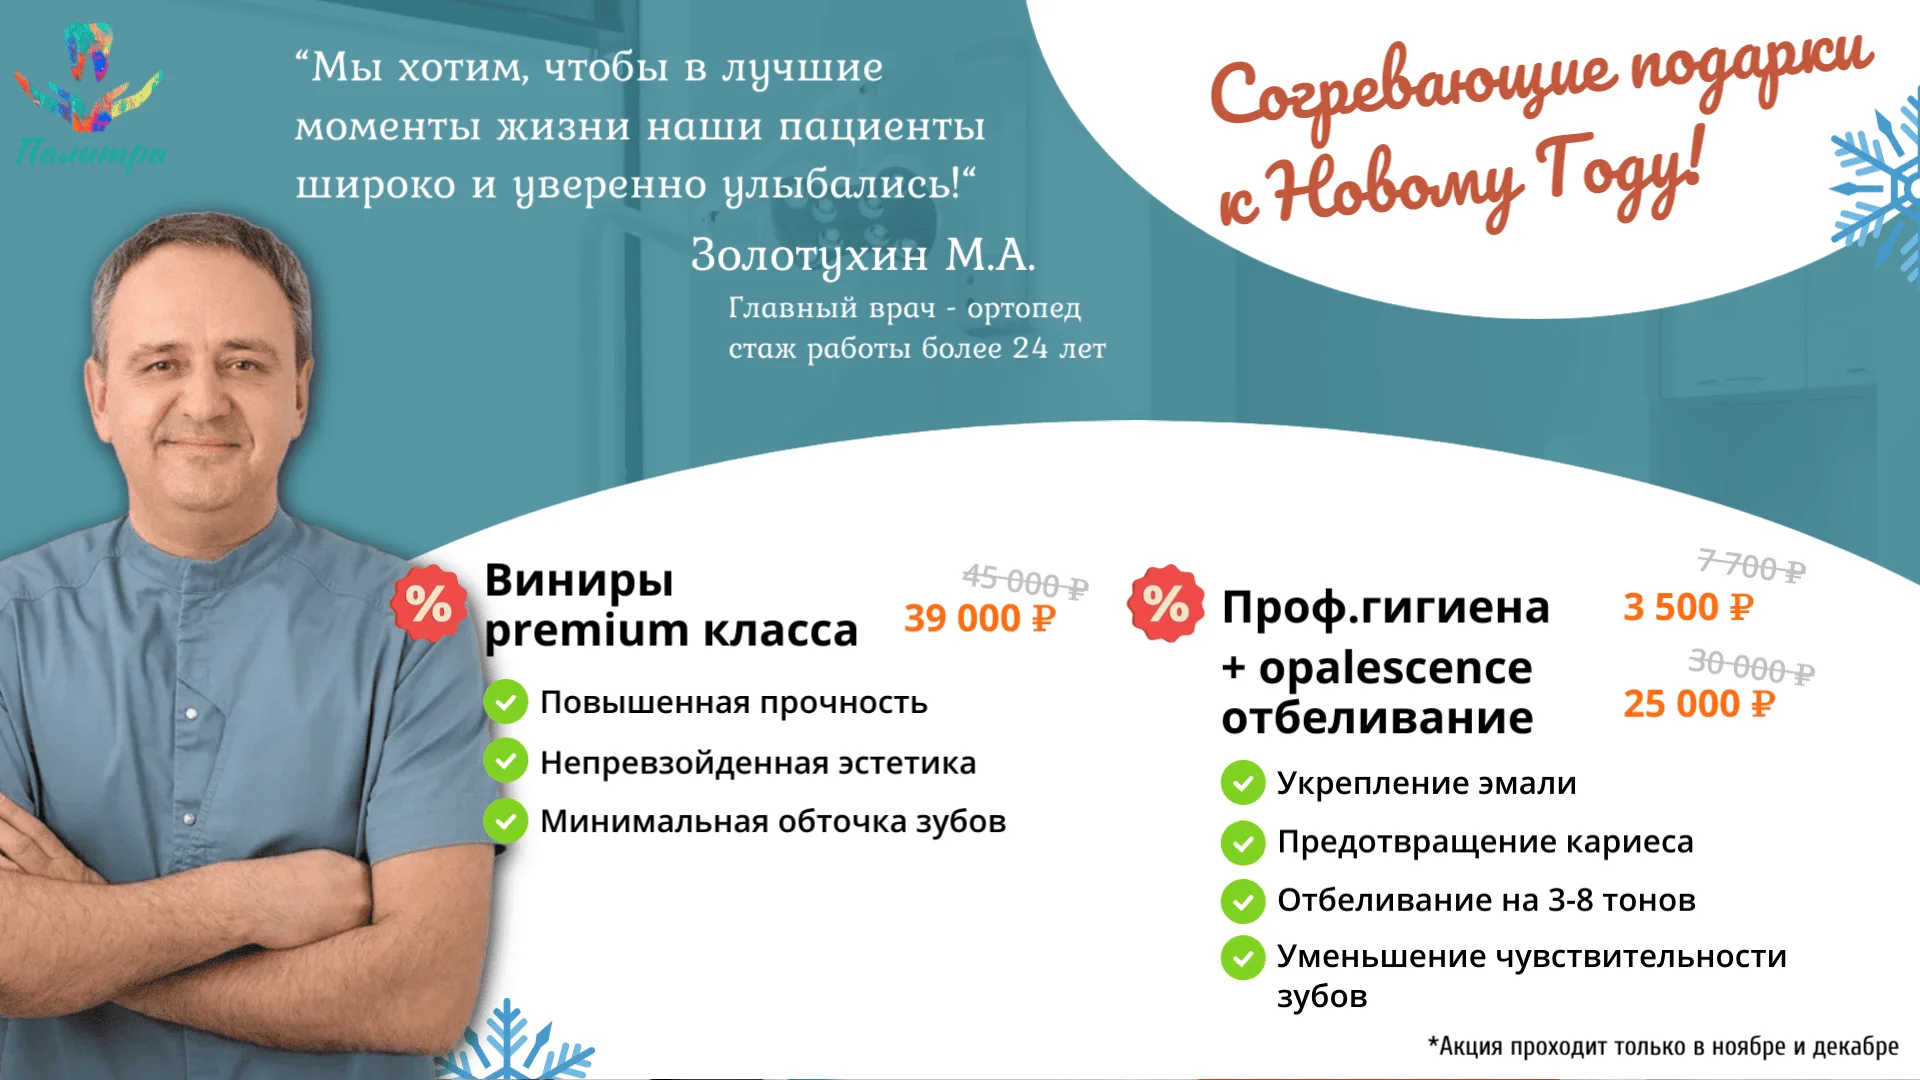 Палитра
“Мы хотим, чтобы в лучшие
моменты жизни наши пациенты
широко и уверенно улыбались!“
Золотухин М.А.
Главный врач - ортопед
стаж работы более 24 лет
Согревающие подарки
к Новому Году!
%
Виниры
premium класса
45 000 ₽
39 000 ₽
Повышенная прочность
Непревзойденная эстетика
Минимальная обточка зубов
%
Проф.гигиена
7 700 ₽
3 500 ₽
+ opalescence
отбеливание
30 000 ₽
25 000 ₽
Укрепление эмали
Предотвращение кариеса
Отбеливание на 3-8 тонов
Уменьшение чувствительности
зубов
*Акция проходит только в ноябре и декабре